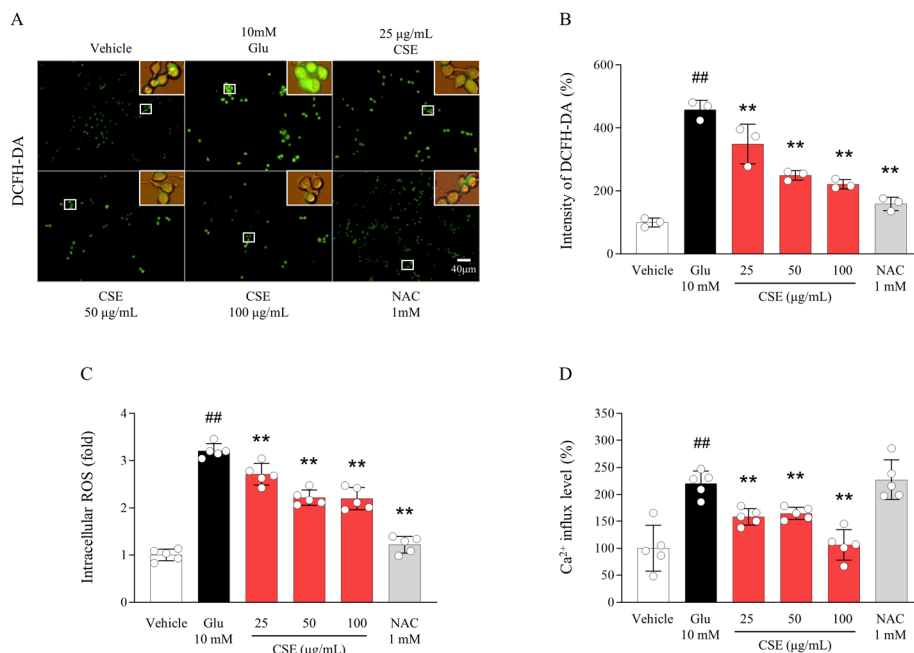 A
Vehicle
10mM
Glu
25 μg/mL
CSE
DCFH-DA
40μm
CSE
50 μg/mL
CSE
100 μg/mL
NAC
1mM
B
Intensity of DCFH-DA (%)
600
400
200
0
##
**
**
**
**
Vehicle
Glu
10 mM
25
50
100
CSE (μg/mL)
NAC
1 mM
C
Intracellular ROS (fold)
4
3
2
1
0
##
**
**
**
**
Vehicle
Glu
10 mM
25
50
100
CSE (μg/mL)
NAC
1 mM
D
Ca²⁺ influx level (%)
350
300
250
200
150
100
50
0
##
**
**
**
Vehicle
Glu
10 mM
25
50
100
CSE (μg/mL)
NAC
1 mM